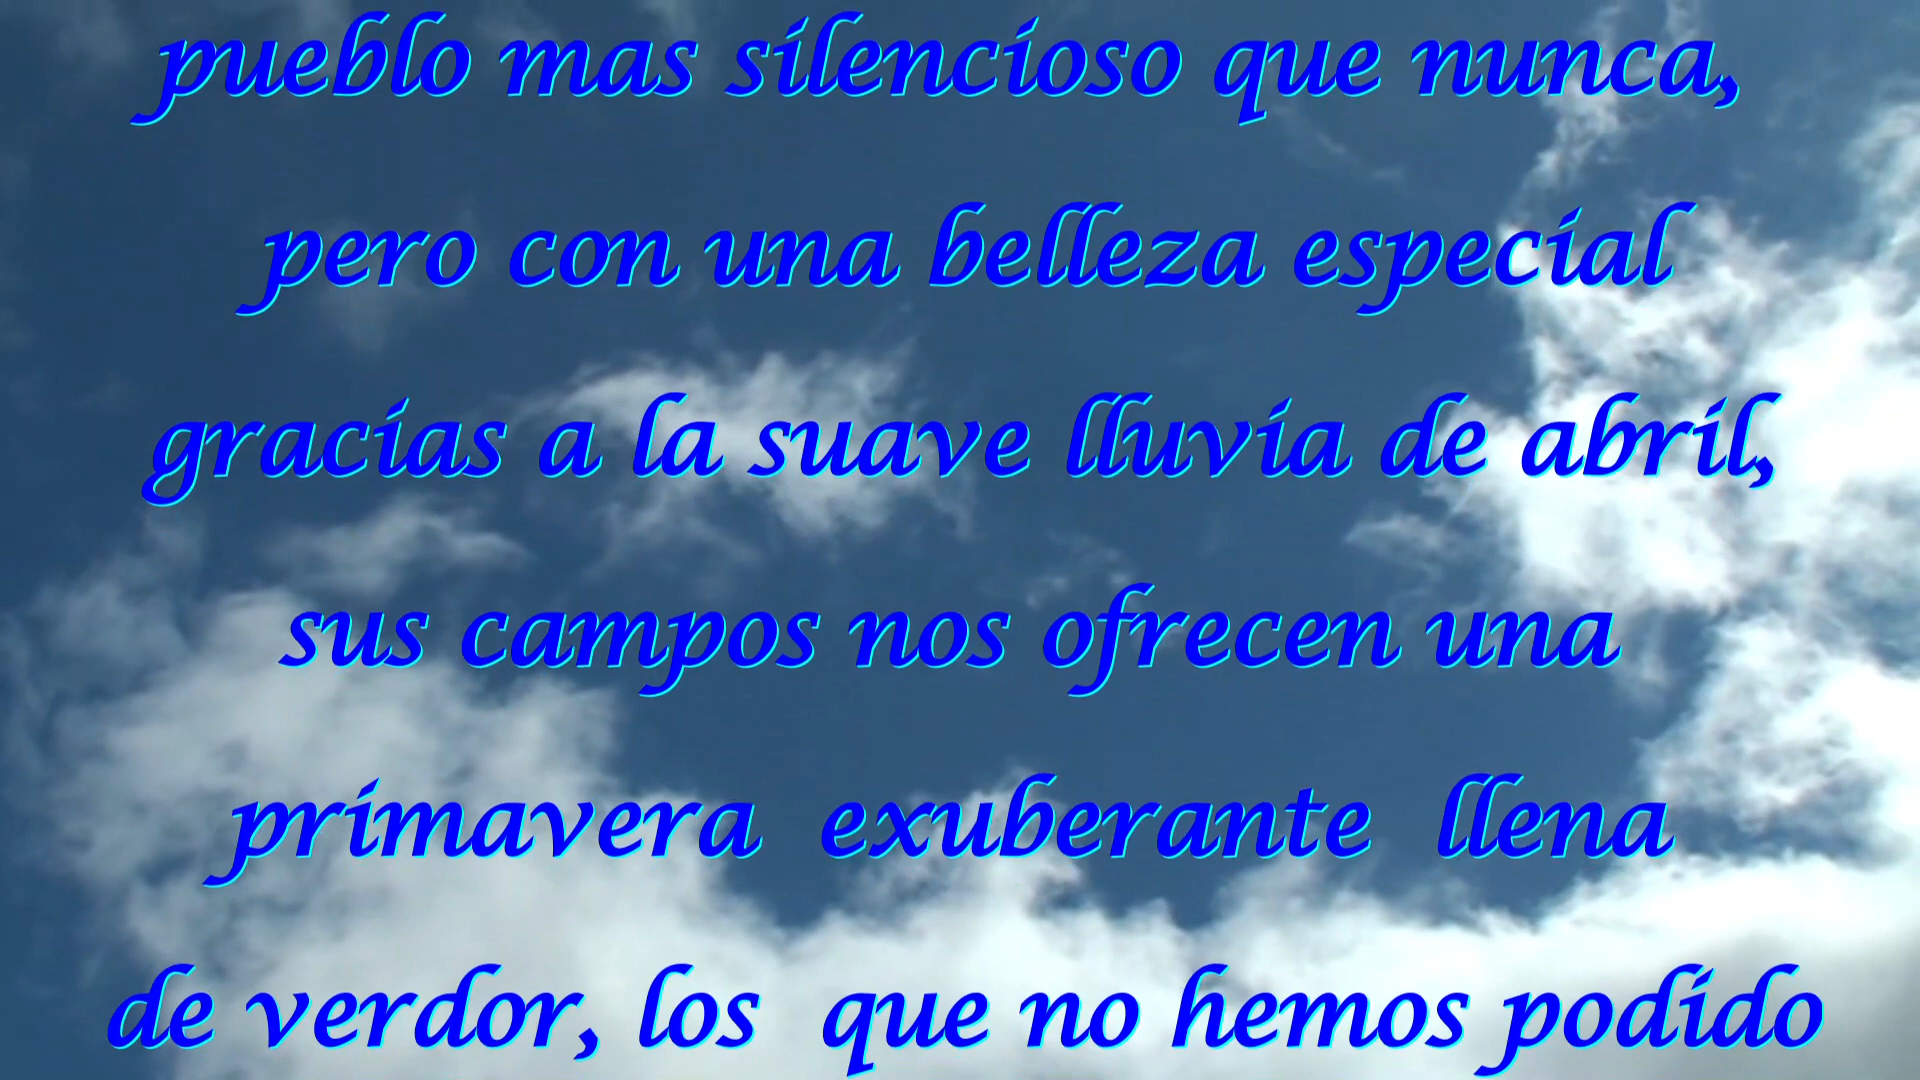 pueblo mas silencioso que nunca,
pero con una belleza especial
gracias a la suave lluvia de abril,
sus campos nos ofrecen una
primavera exuberante llena
de verdor, los que no hemos podido